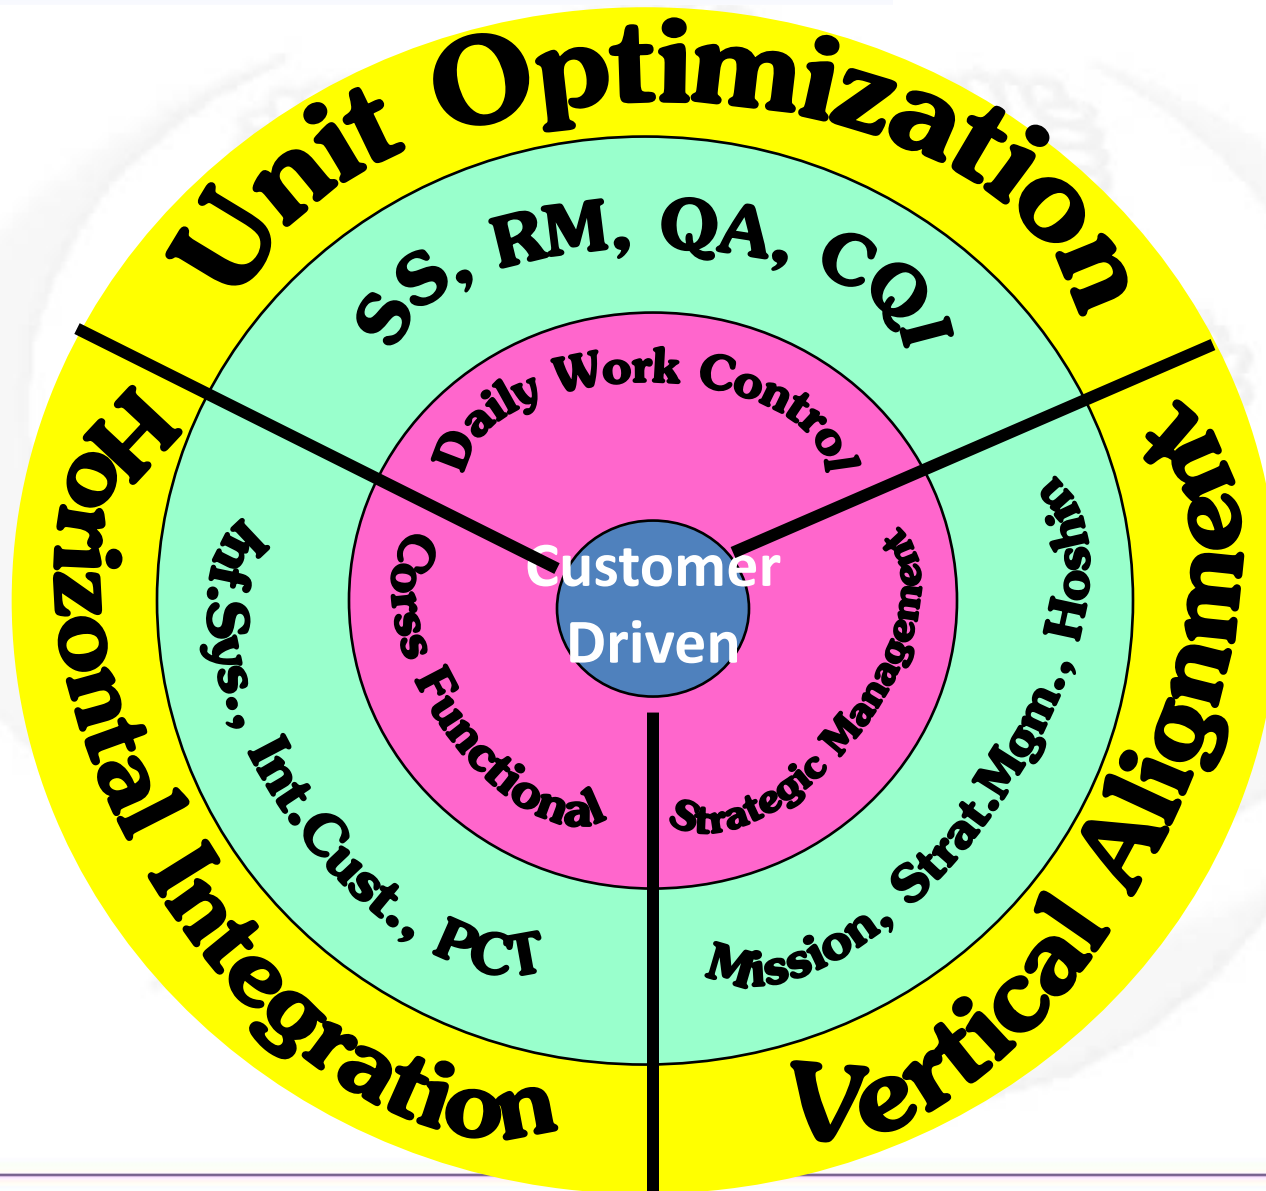 Unit Optimization
SS, RM, QA, CQI
Daily Work Control
Customer
Driven
Horizontal Integration
Inf.Sys., Int.Cust., PCT
Corss Functional
Strategic Management
Mission, Strat.Mgm., Hoshin
Vertical Alignment